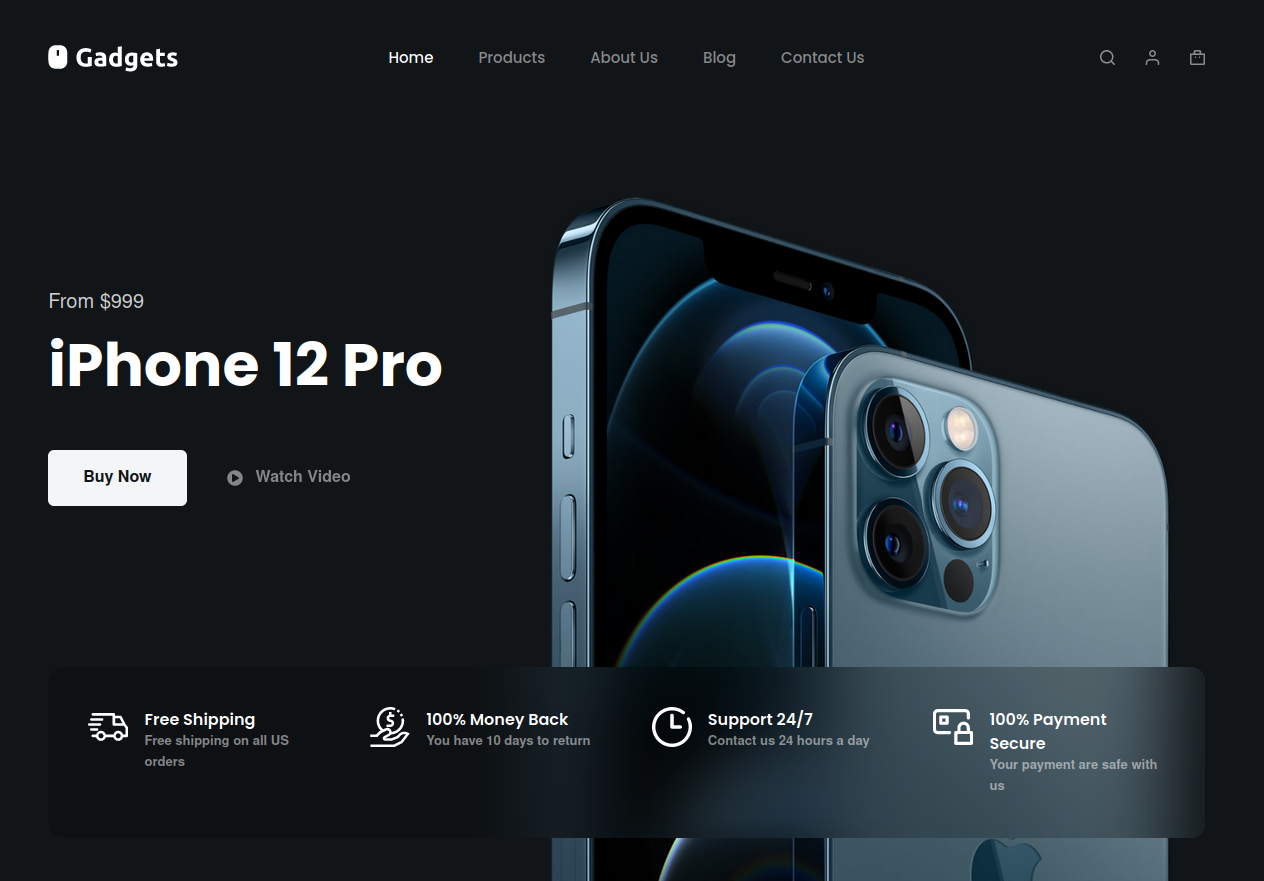 Gadgets
Home Products About Us Blog Contact Us
From $999
iPhone 12 Pro
Buy Now
Watch Video
Free Shipping
Free shipping on all US
orders
100% Money Back
You have 10 days to return
Support 24/7
Contact us 24 hours a day
100% Payment
Secure
Your payment are safe with
us